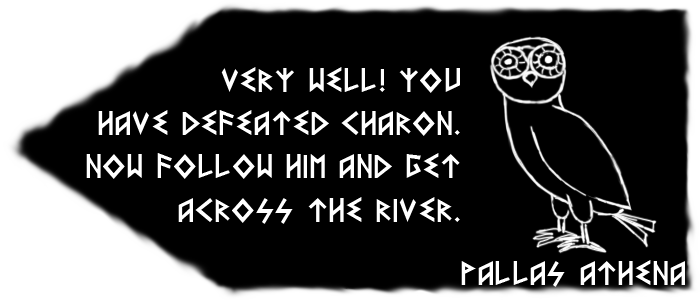 VERY WELL! YOU
HAVE DEFEATED CHARON.
NOW FOLLOW HIM AND GET
ACROSS THE RIVER.
PALLAS ATHENA